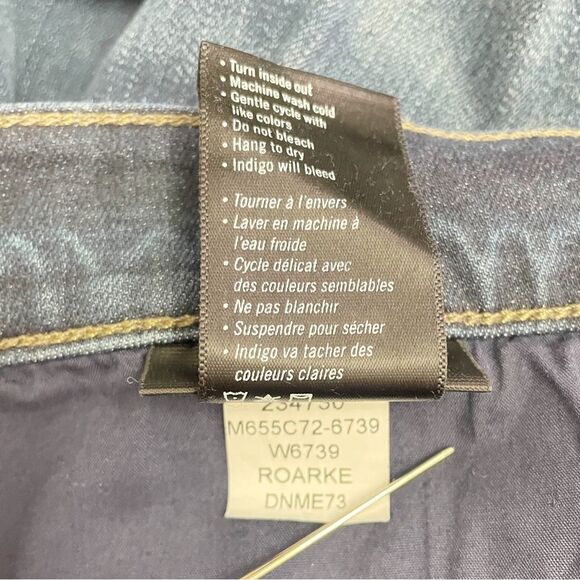 • Turn inside out
• Machine wash cold
• Gentle cycle with
like colors
• Do not bleach
• Hang to dry
• Indigo will bleed
• Tourner à l'envers
• Laver en machine à
l'eau froide
• Cycle délicat avec
des couleurs semblables
• Ne pas blanchir
• Suspendre pour sécher
• Indigo va tacher des
couleurs claires
234730
M655C72-6739
W6739
ROARKE
DNME73